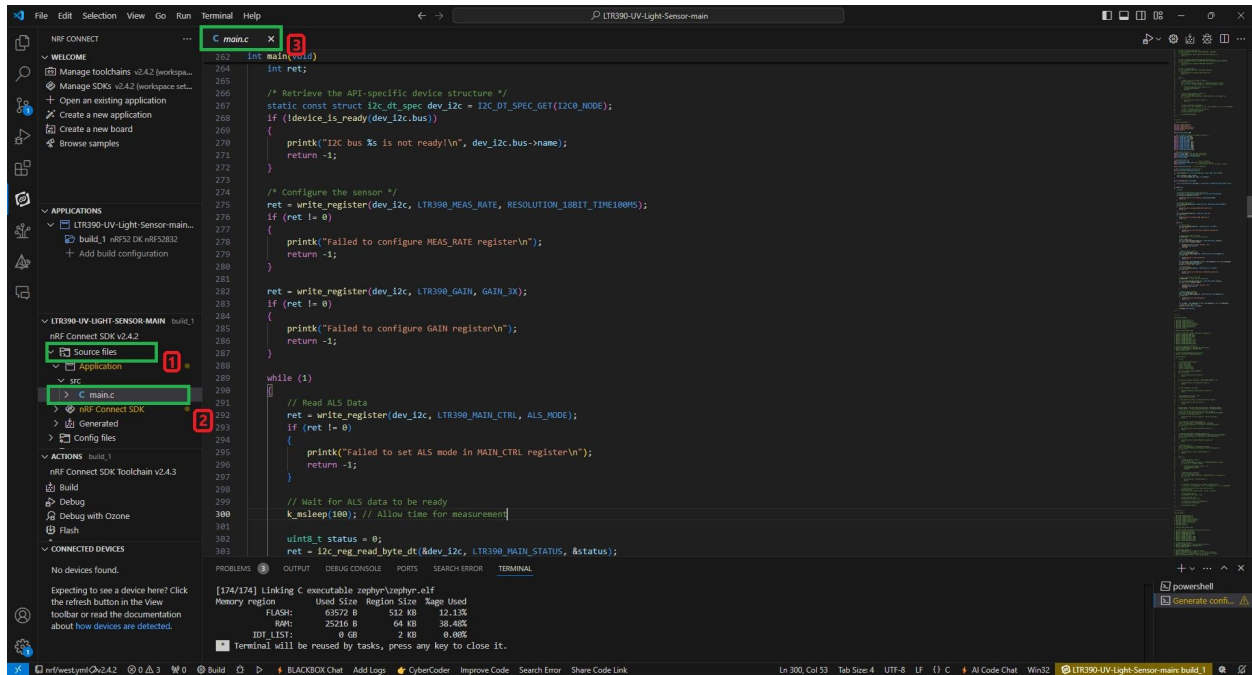 File Edit Selection View Go Run Terminal Help
LTR390-UV-Light-Sensor-main
NRF CONNECT
WELCOME
Manage toolchains v2.4.2 (workspa...
Manage SDKs v2.4.2 (workspace set...
Open an existing application
Create a new application
Create a new board
Browse samples
APPLICATIONS
LTR390-UV-Light-Sensor-main...
build_1 nRF52 DK nRF52832
Add build configuration
LTR390-UV-LIGHT-SENSOR-MAIN build_1
nRF Connect SDK v2.4.2
Source files
1
Application
src
C main.c
2
nRF Connect SDK
Generated
Config files
ACTIONS build_1
nRF Connect SDK Toolchain v2.4.3
Build
Debug
Debug with Ozone
Flash
CONNECTED DEVICES
No devices found.
Expecting to see a device here? Click
the refresh button in the View
toolbar or read the documentation
about how devices are detected.
C main.c
3
262 int main(void)
264 int ret;
265
266 /* Retrieve the API-specific device structure */
267 static const struct i2c_dt_spec dev_i2c = I2C_DT_SPEC_GET(I2C0_NODE);
268 if (!device_is_ready(dev_i2c.bus))
269 {
270 printk("I2C bus %s is not ready!\n", dev_i2c.bus->name);
271 return -1;
272 }
273
274 /* Configure the sensor */
275 ret = write_register(dev_i2c, LTR390_MEAS_RATE, RESOLUTION_18BIT_TIME100MS);
276 if (ret != 0)
277 {
278 printk("Failed to configure MEAS_RATE register\n");
279 return -1;
280 }
281
282 ret = write_register(dev_i2c, LTR390_GAIN, GAIN_3X);
283 if (ret != 0)
284 {
285 printk("Failed to configure GAIN register\n");
286 return -1;
287 }
288
289 while (1)
290 {
291 // Read ALS Data
292 ret = write_register(dev_i2c, LTR390_MAIN_CTRL, ALS_MODE);
293 if (ret != 0)
294 {
295 printk("Failed to set ALS mode in MAIN_CTRL register\n");
296 return -1;
297 }
298
299 // Wait for ALS data to be ready
300 k_msleep(100); // Allow time for measurement
301
302 uint8_t status = 0;
303 ret = i2c_reg_read_byte_dt(&dev_i2c, LTR390_MAIN_STATUS, &status);
PROBLEMS 3 OUTPUT DEBUG CONSOLE PORTS SEARCH ERROR TERMINAL
[174/174] Linking C executable zephyr\zephyr.elf
Memory region Used Size Region Size %age Used
FLASH: 63572 B 512 KB 12.13%
RAM: 25216 B 64 KB 38.48%
IDT_LIST: 0 GB 2 KB 0.00%
* Terminal will be reused by tasks, press any key to close it.
powershell
Generate confi...
nrf/west.yml v2.4.2 0 3 0 Build BLACKBOX Chat Add Logs CyberCoder Improve Code Search Error Share Code Link Ln 300, Col 53 Tab Size: 4 UTF-8 LF {} C AI Code Chat Win32 LTR390-UV-Light-Sensor-main: build_1